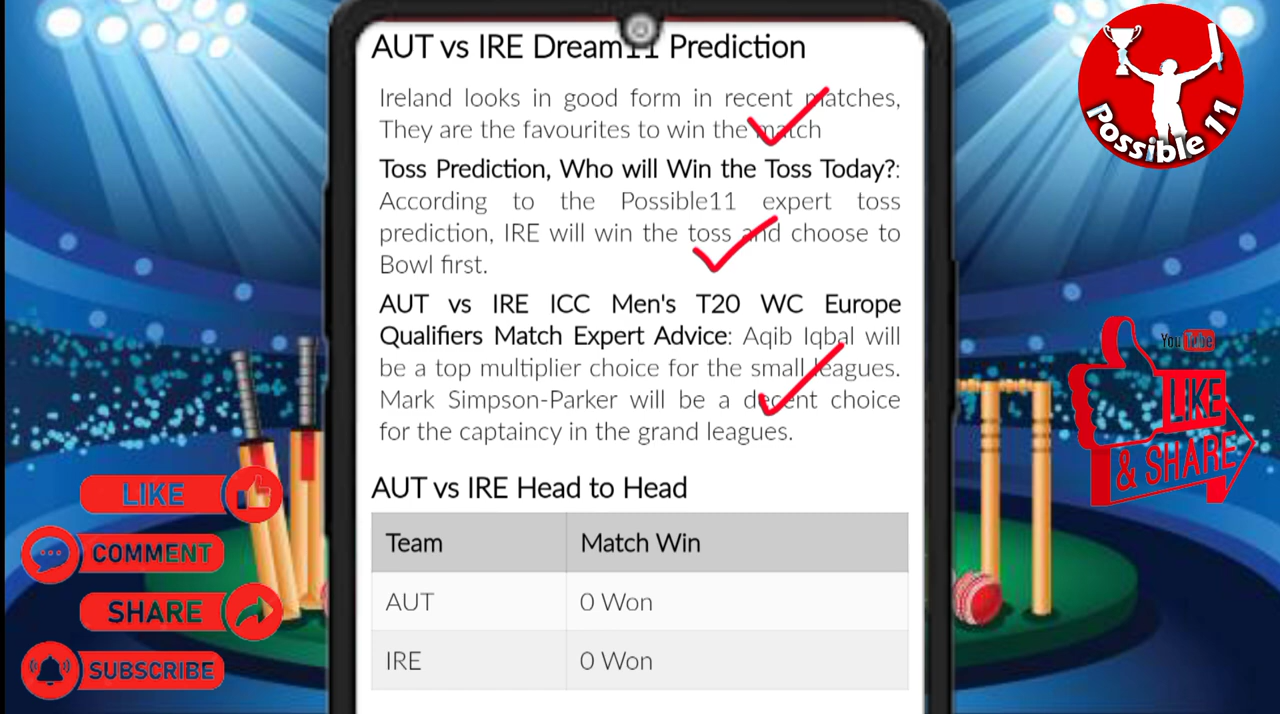 AUT vs IRE Dream11 Prediction
Ireland looks in good form in recent matches,
They are the favourites to win the match
Toss Prediction, Who will Win the Toss Today?:
According to the Possible11 expert toss
prediction, IRE will win the toss and choose to
Bowl first.
AUT vs IRE ICC Men's T20 WC Europe
Qualifiers Match Expert Advice: Aqib Iqbal will
be a top multiplier choice for the small leagues.
Mark Simpson-Parker will be a decent choice
for the captaincy in the grand leagues.
AUT vs IRE Head to Head
Team Match Win
AUT 0 Won
IRE 0 Won
Possible 11
YouTube
LIKE
& SHARE
LIKE
COMMENT
SHARE
SUBSCRIBE